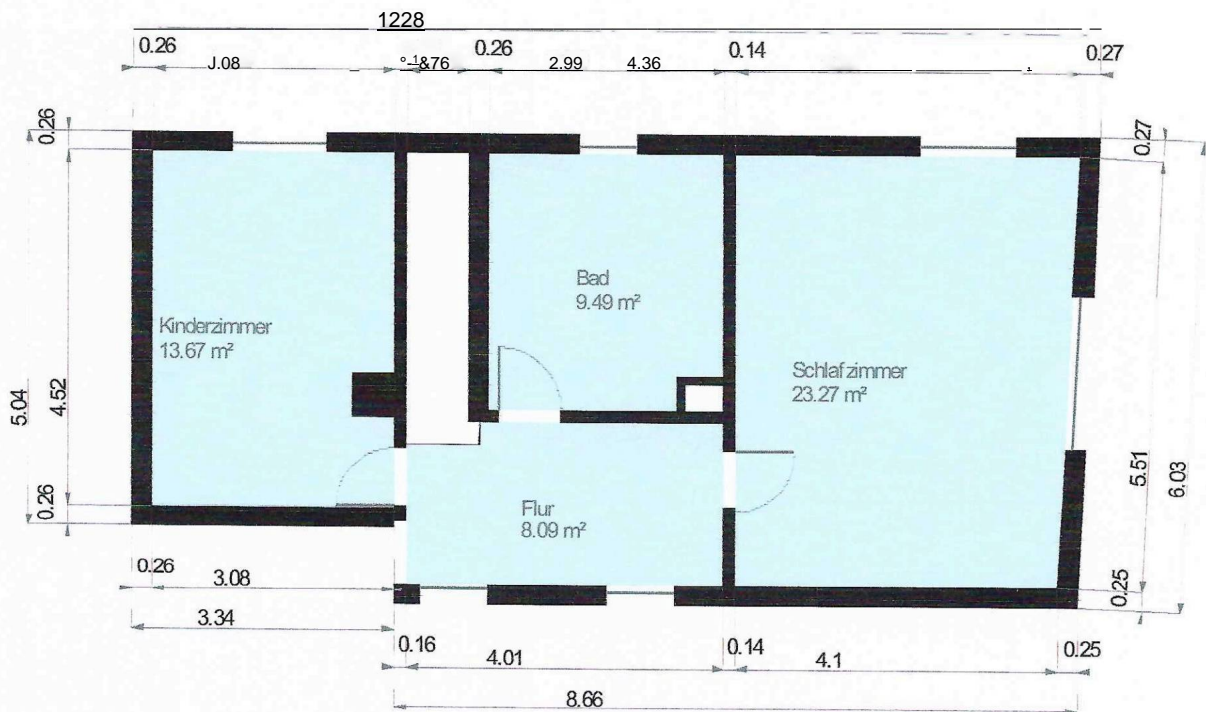 1228
0.26 0.26 0.14 0.27
J.08 &76 2.99 4.36
0.26
0.27
Bad
9.49 m²
Kinderzimmer
13.67 m²
Schlafzimmer
23.27 m²
5.04
4.52
5.51
6.03
Flur
8.09 m²
0.26
0.26
3.08
0.25
3.34
0.16 0.14 0.25
4.01 4.1
8.66